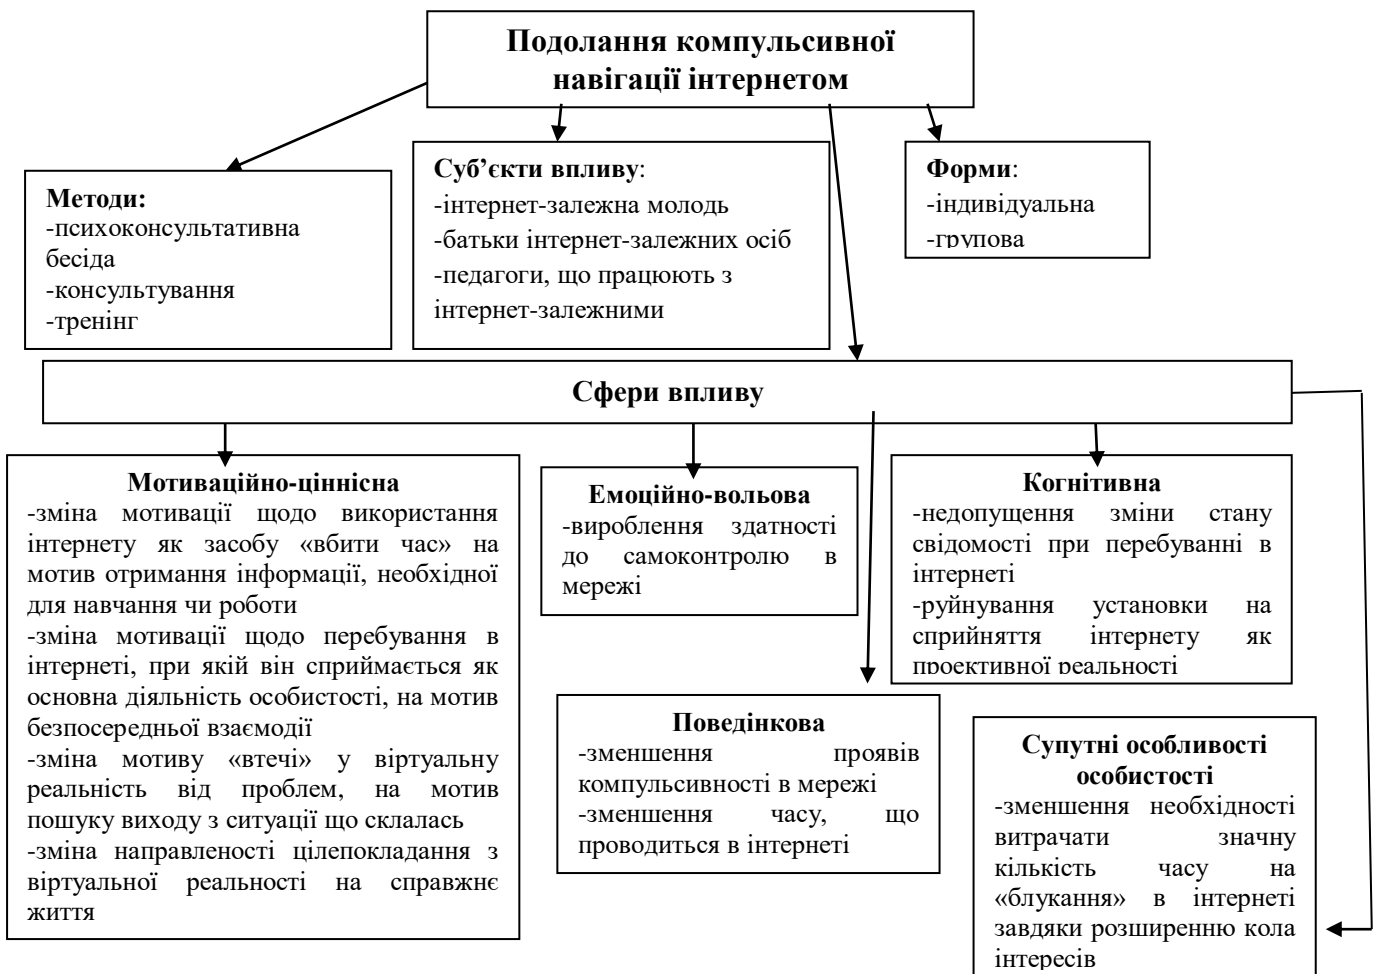 Подолання компульсивної
навігації інтернетом
Методи:
-психоконсультативна
бесіда
-консультування
-тренінг
Суб’єкти впливу:
-інтернет-залежна молодь
-батьки інтернет-залежних осіб
-педагоги, що працюють з
інтернет-залежними
Форми:
-індивідуальна
-групова
Сфери впливу
Мотиваційно-ціннісна
-зміна мотивації щодо використання
інтернету як засобу «вбити час» на
мотив отримання інформації, необхідної
для навчання чи роботи
-зміна мотивації щодо перебування в
інтернеті, при якій він сприймається як
основна діяльність особистості, на мотив
безпосередньої взаємодії
-зміна мотиву «втечі» у віртуальну
реальність від проблем, на мотив
пошуку виходу з ситуації що склалась
-зміна направленості цілепокладання з
віртуальної реальності на справжнє
життя
Емоційно-вольова
-вироблення здатності
до самоконтролю в
мережі
Когнітивна
-недопущення зміни стану
свідомості при перебуванні в
інтернеті
-руйнування установки на
сприйняття інтернету як
проективної реальності
Поведінкова
-зменшення проявів
компульсивності в мережі
-зменшення часу, що
проводиться в інтернеті
Супутні особливості
особистості
-зменшення необхідності
витрачати значну
кількість часу на
«блукання» в інтернеті
завдяки розширенню кола
інтересів